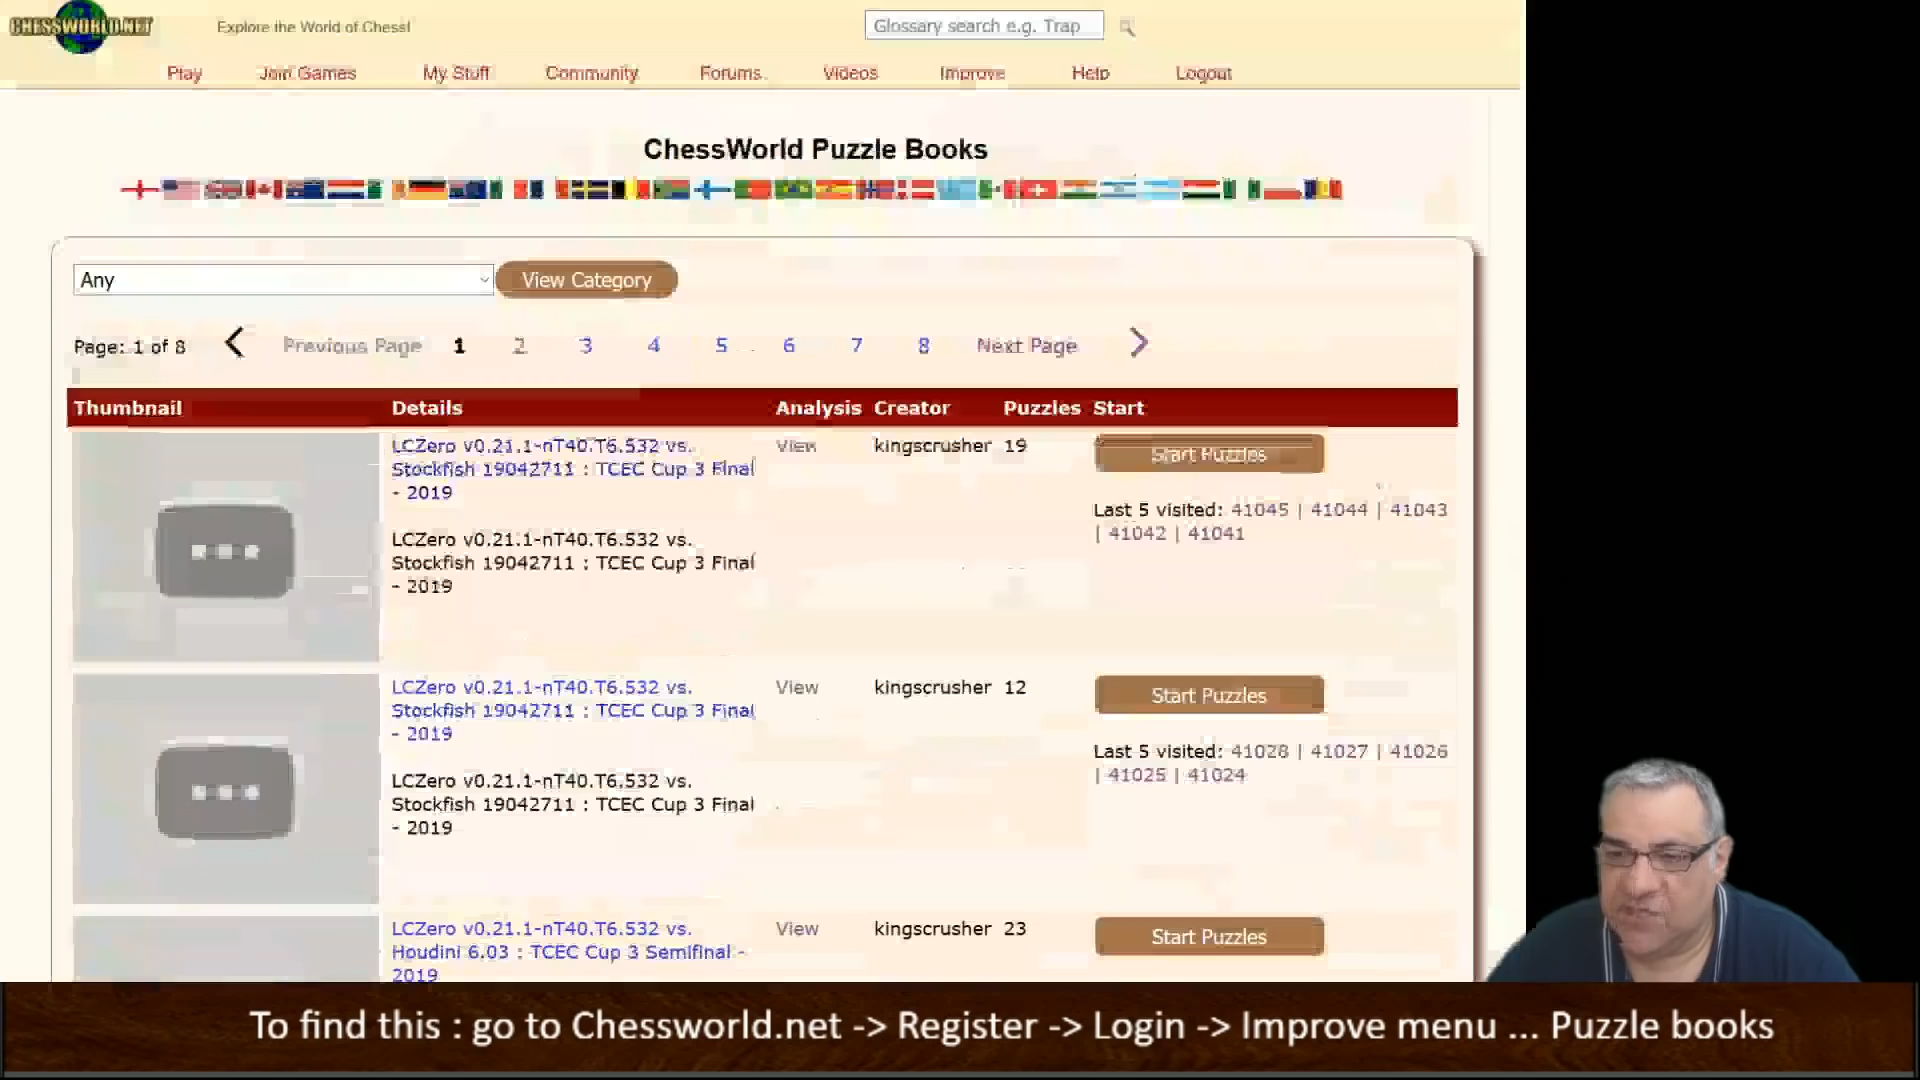 CHESSWORLD.NET
Explore the World of Chess!
Glossary search e.g. Trap
Play Join Games My Stuff Community Forums Videos Improve Help Logout
ChessWorld Puzzle Books
Any
View Category
Page: 1 of 8 Previous Page 1 2 3 4 5 6 7 8 Next Page
Thumbnail Details Analysis Creator Puzzles Start
LCZero v0.21.1-nT40.T6.532 vs. View kingscrusher 19 Start Puzzles
Stockfish 19042711 : TCEC Cup 3 Final
- 2019
Last 5 visited: 41045 | 41044 | 41043
| 41042 | 41041
LCZero v0.21.1-nT40.T6.532 vs.
Stockfish 19042711 : TCEC Cup 3 Final
- 2019
LCZero v0.21.1-nT40.T6.532 vs. View kingscrusher 12 Start Puzzles
Stockfish 19042711 : TCEC Cup 3 Final
- 2019
Last 5 visited: 41028 | 41027 | 41026
| 41025 | 41024
LCZero v0.21.1-nT40.T6.532 vs.
Stockfish 19042711 : TCEC Cup 3 Final
- 2019
LCZero v0.21.1-nT40.T6.532 vs. View kingscrusher 23 Start Puzzles
Houdini 6.03 : TCEC Cup 3 Semifinal -
2019
To find this : go to Chessworld.net -> Register -> Login -> Improve menu ... Puzzle books